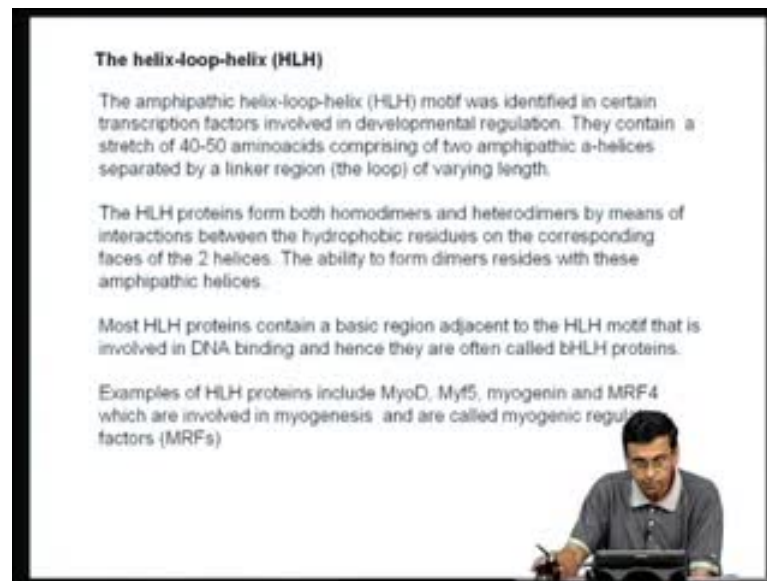 The helix-loop-helix (HLH)
The amphipathic helix-loop-helix (HLH) motif was identified in certain
transcription factors involved in developmental regulation. They contain a
stretch of 40-50 aminoacids comprising of two amphipathic a-helices
separated by a linker region (the loop) of varying length.
The HLH proteins form both homodimers and heterodimers by means of
interactions between the hydrophobic residues on the corresponding
faces of the 2 helices. The ability to form dimers resides with these
amphipathic helices.
Most HLH proteins contain a basic region adjacent to the HLH motif that is
involved in DNA binding and hence they are often called bHLH proteins.
Examples of HLH proteins include MyoD, Myf5, myogenin and MRF4
which are involved in myogenesis and are called myogenic
factors (MRFs)